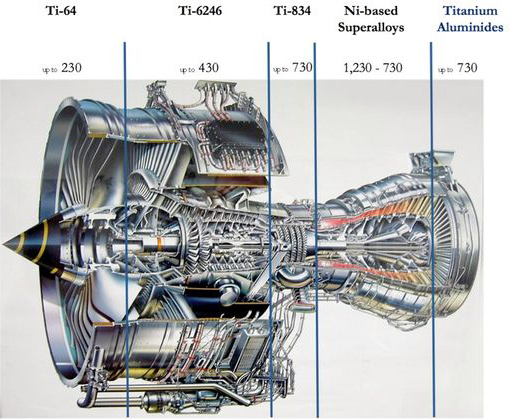 Ti-64
Ti-6246
Ti-834
Ni-based
Superalloys
Titanium
Aluminides
up to 230
up to 430
up to 730
1,230 - 730
up to 730